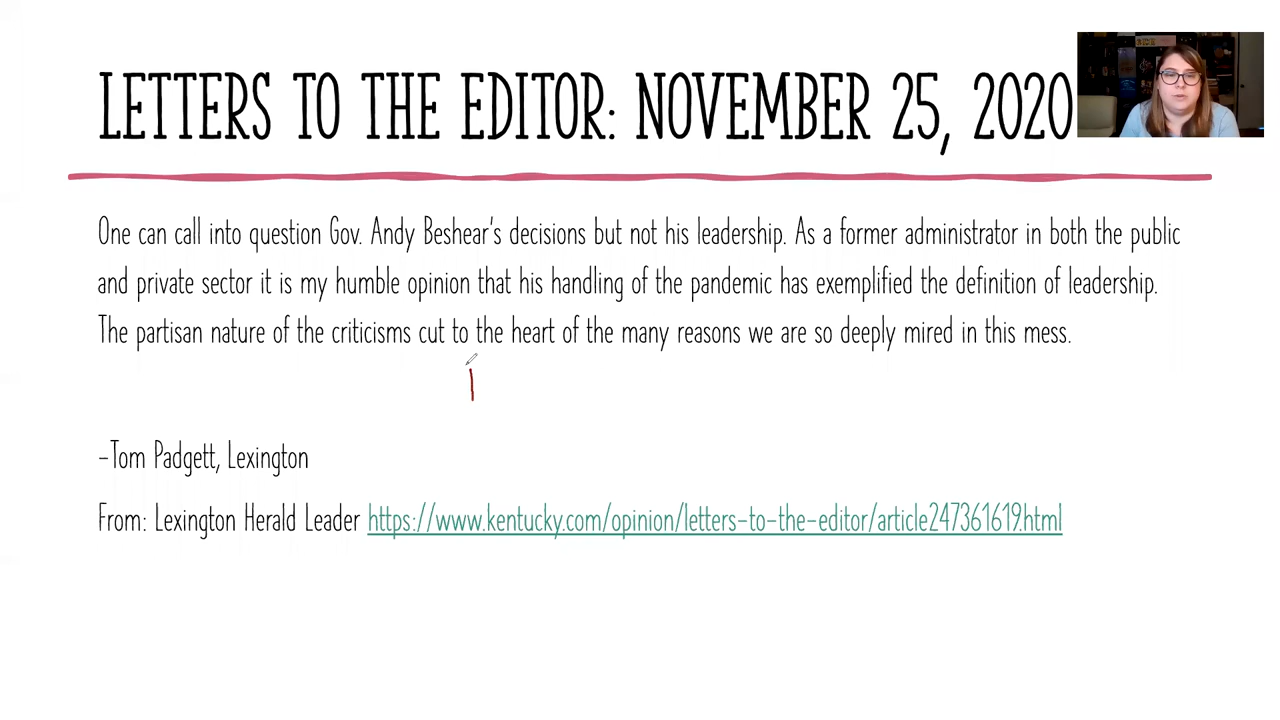 LETTERS TO THE EDITOR: NOVEMBER 25, 2020
One can call into question Gov. Andy Beshear's decisions but not his leadership. As a former administrator in both the public
and private sector it is my humble opinion that his handling of the pandemic has exemplified the definition of leadership.
The partisan nature of the criticisms cut to the heart of the many reasons we are so deeply mired in this mess.
-Tom Padgett, Lexington
From: Lexington Herald Leader https://www.kentucky.com/opinion/letters-to-the-editor/article247361619.html